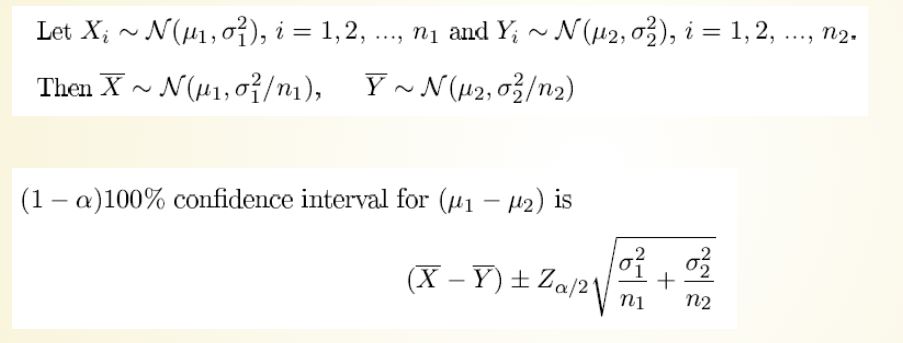 Let X_i ∼ N(μ_1, σ_1^2), i = 1, 2, ..., n_1 and Y_i ∼ N(μ_2, σ_2^2), i = 1, 2, ..., n_2.
Then X̅ ∼ N(μ_1, σ_1^2/n_1), Y̅ ∼ N(μ_2, σ_2^2/n_2)
(1 − α)100% confidence interval for (μ_1 − μ_2) is
(X̅ − Y̅) ± Z_{α/2} √(σ_1^2/n_1 + σ_2^2/n_2)